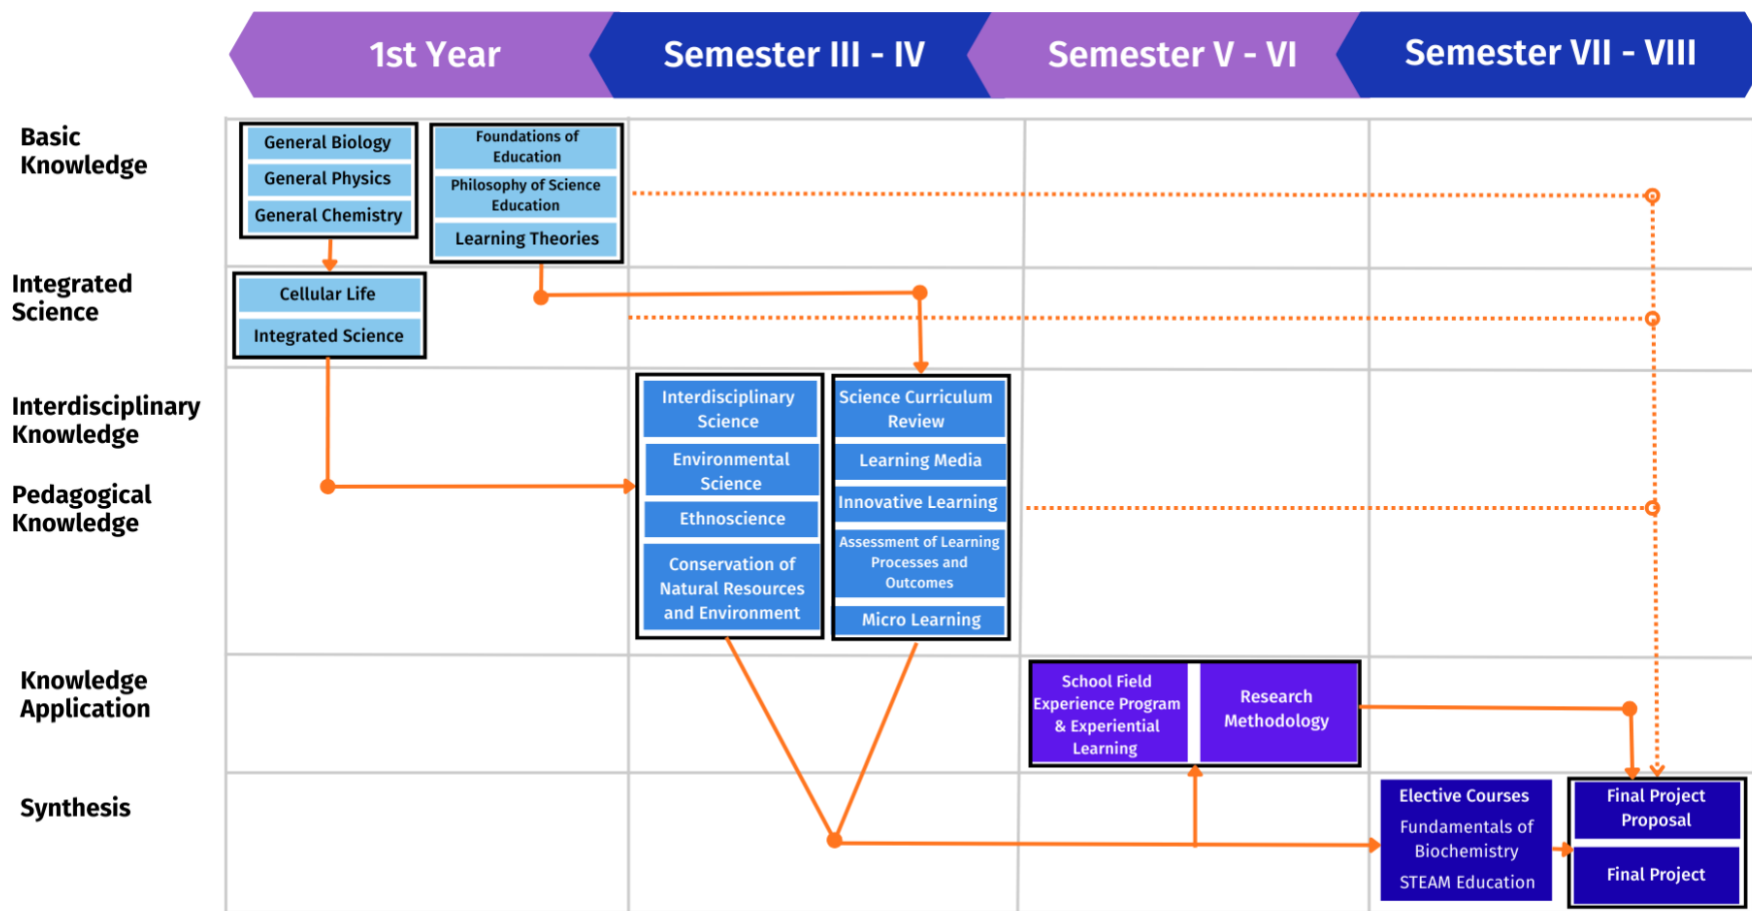 1st Year
Semester III - IV
Semester V - VI
Semester VII - VIII
Basic
Knowledge
General Biology
General Physics
General Chemistry
Foundations of
Education
Philosophy of Science
Education
Learning Theories
Integrated
Science
Cellular Life
Integrated Science
Interdisciplinary
Knowledge
Pedagogical
Knowledge
Interdisciplinary
Science
Environmental
Science
Ethnoscience
Conservation of
Natural Resources
and Environment
Science Curriculum
Review
Learning Media
Innovative Learning
Assessment of Learning
Processes and
Outcomes
Micro Learning
Knowledge
Application
School Field
Experience Program
& Experiential
Learning
Research
Methodology
Synthesis
Elective Courses
Fundamentals of
Biochemistry
STEAM Education
Final Project
Proposal
Final Project